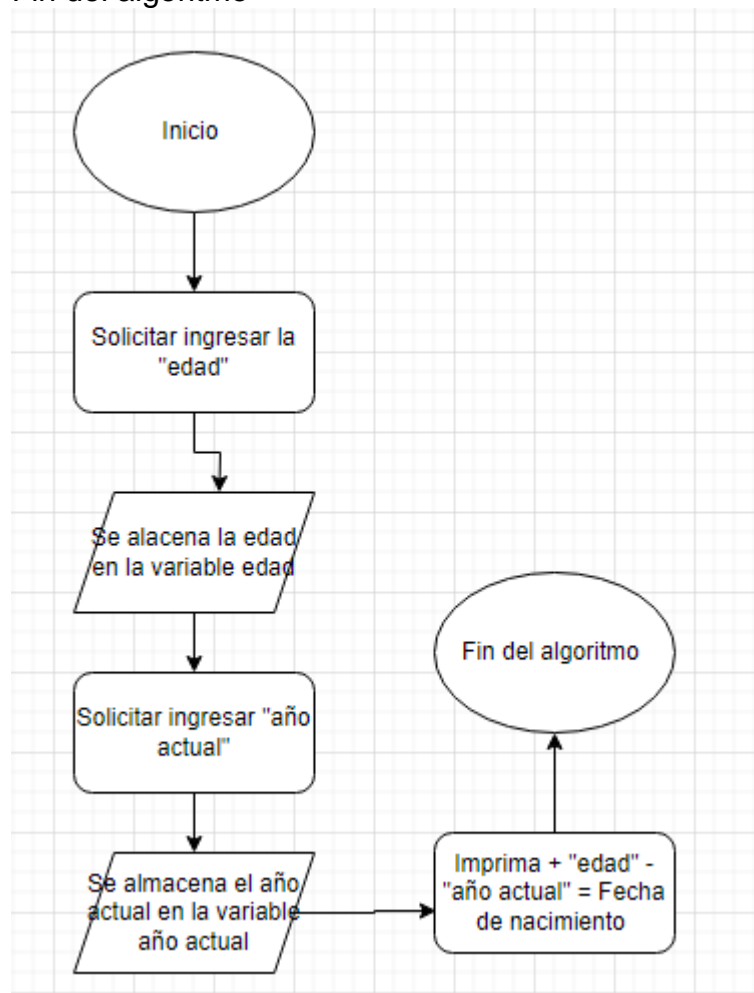 Fin del algoritmo
Inicio
Solicitar ingresar la
"edad"
Se alacena la edad
en la variable edad
Solicitar ingresar "año
actual"
Se almacena el año
actual en la variable
año actual
Imprima + "edad" -
"año actual" = Fecha
de nacimiento
Fin del algoritmo